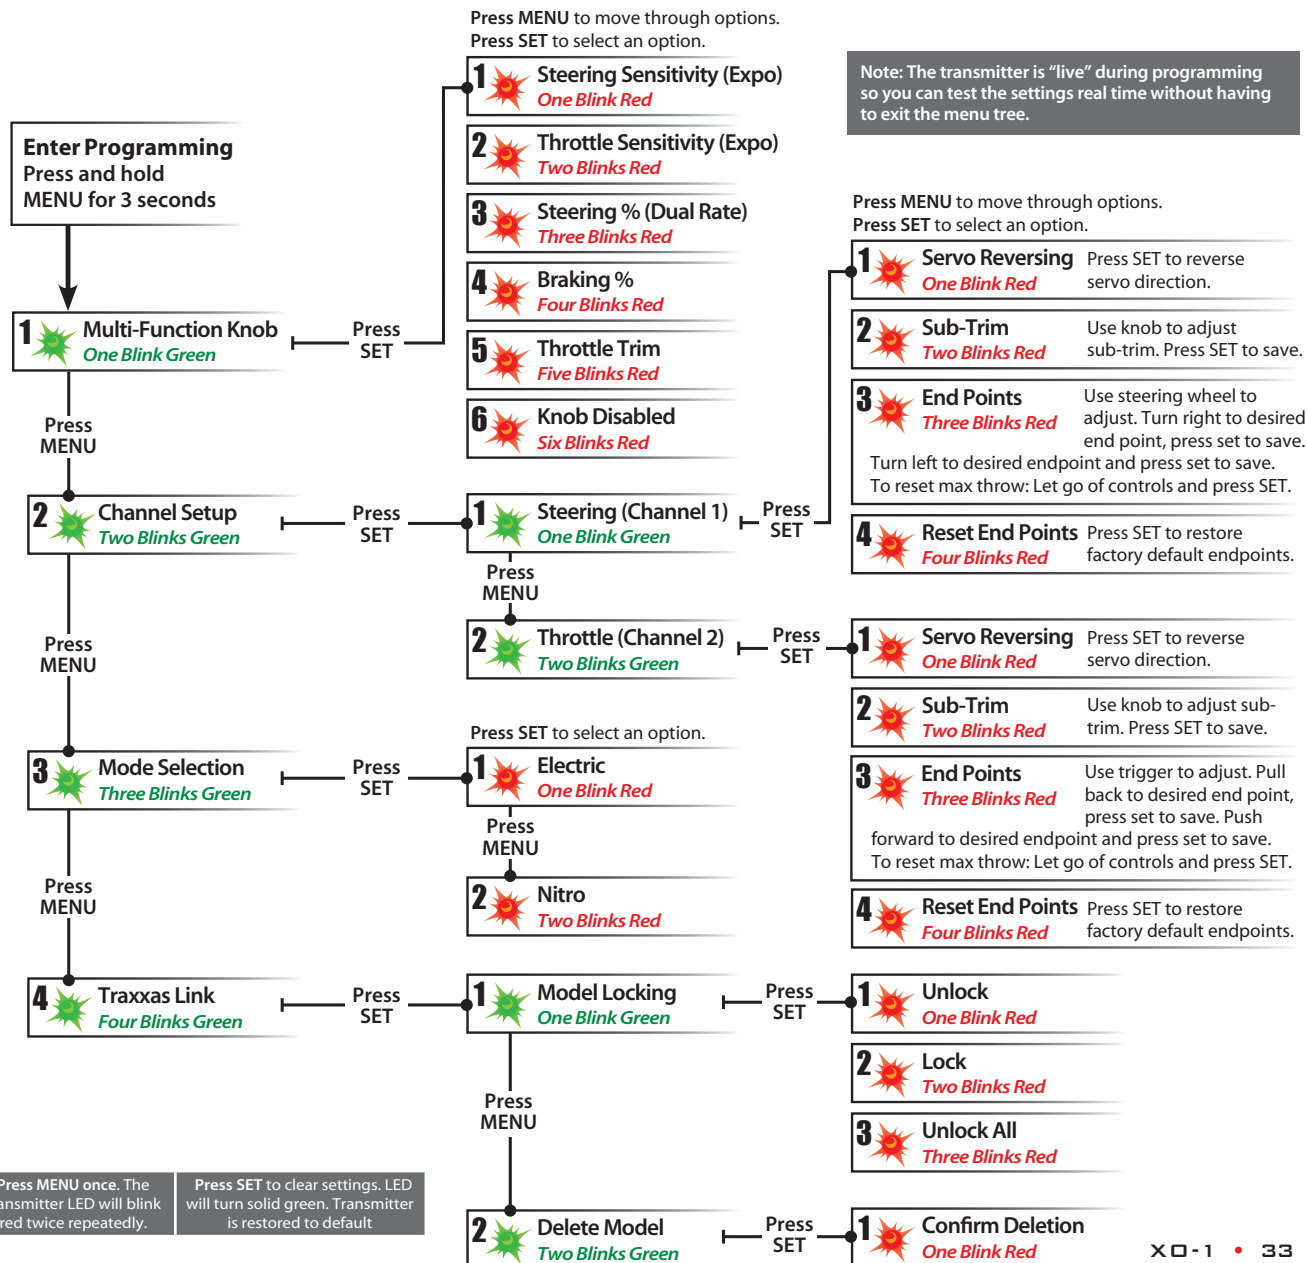 Press MENU to move through options.
Press SET to select an option.
1 Steering Sensitivity (Expo)
One Blink Red
2 Throttle Sensitivity (Expo)
Two Blinks Red
3 Steering % (Dual Rate)
Three Blinks Red
4 Braking %
Four Blinks Red
5 Throttle Trim
Five Blinks Red
6 Knob Disabled
Six Blinks Red
Note: The transmitter is “live” during programming
so you can test the settings real time without having
to exit the menu tree.
Enter Programming
Press and hold
MENU for 3 seconds
1 Multi-Function Knob
One Blink Green
Press
SET
Press
MENU
2 Channel Setup
Two Blinks Green
Press
SET
1 Steering (Channel 1)
One Blink Green
Press
SET
Press
MENU
2 Throttle (Channel 2)
Two Blinks Green
Press
SET
Press MENU to move through options.
Press SET to select an option.
1 Servo Reversing
One Blink Red
Press SET to reverse
servo direction.
2 Sub-Trim
Two Blinks Red
Use knob to adjust
sub-trim. Press SET to save.
3 End Points
Three Blinks Red
Use steering wheel to
adjust. Turn right to desired
end point, press set to save.
Turn left to desired endpoint and press set to save.
To reset max throw: Let go of controls and press SET.
4 Reset End Points
Four Blinks Red
Press SET to restore
factory default endpoints.
1 Servo Reversing
One Blink Red
Press SET to reverse
servo direction.
2 Sub-Trim
Two Blinks Red
Use knob to adjust sub-
trim. Press SET to save.
3 End Points
Three Blinks Red
Use trigger to adjust. Pull
back to desired end point,
press set to save. Push
forward to desired endpoint and press set to save.
To reset max throw: Let go of controls and press SET.
4 Reset End Points
Four Blinks Red
Press SET to restore
factory default endpoints.
Press
MENU
3 Mode Selection
Three Blinks Green
Press
SET
Press SET to select an option.
1 Electric
One Blink Red
Press
MENU
2 Nitro
Two Blinks Red
Press
MENU
4 Traxxas Link
Four Blinks Green
Press
SET
1 Model Locking
One Blink Green
Press
SET
1 Unlock
One Blink Red
2 Lock
Two Blinks Red
3 Unlock All
Three Blinks Red
Press
MENU
2 Delete Model
Two Blinks Green
Press
SET
1 Confirm Deletion
One Blink Red
Press MENU once. The
ansmitter LED will blink
red twice repeatedly.
Press SET to clear settings. LED
will turn solid green. Transmitter
is restored to default
XO-1 • 33